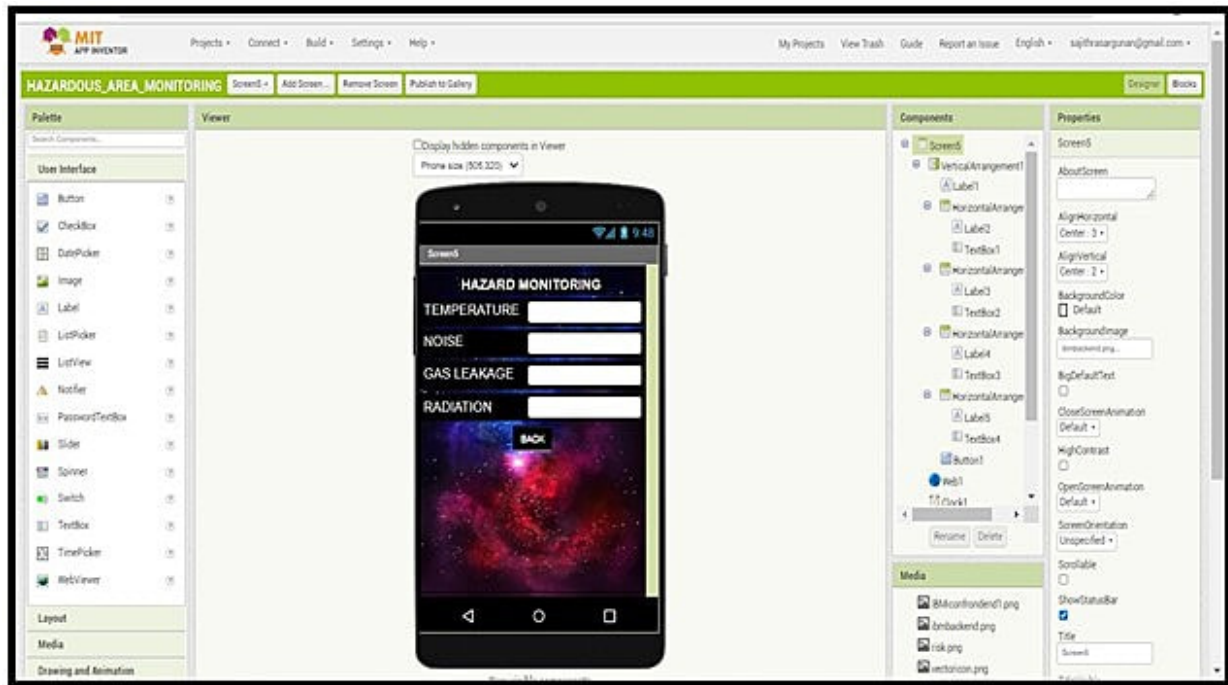 MIT
APP INVENTOR
Projects
Connect
Build
Settings
Help
My Projects
View Trash
Guide
Report an Issue
English
sajithrasargunan@gmail.com
HAZARDOUS_AREA_MONITORING
Screen5
Add Screen...
Remove Screen
Publish to Gallery
Designer
Blocks
Palette
Search Components...
User Interface
Button
CheckBox
DatePicker
Image
Label
ListPicker
ListView
Notifier
PasswordTextBox
Slider
Spinner
Switch
TextBox
TimePicker
WebViewer
Layout
Media
Drawing and Animation
Viewer
Display hidden components in Viewer
Phone size (505,320)
9:48
Screen5
HAZARD MONITORING
TEMPERATURE
NOISE
GAS LEAKAGE
RADIATION
BACK
Components
Screen5
VerticalArrangement1
Label1
HorizontalArranger
Label2
TextBox1
HorizontalArranger
Label3
TextBox2
HorizontalArranger
Label4
TextBox3
HorizontalArranger
Label5
TextBox4
Button1
Web1
Clock1
Rename
Delete
Media
ibmbackend.png
risk.png
vectoricon.png
Properties
Screen5
AboutScreen
AlignHorizontal
Center : 3
AlignVertical
Center : 2
BackgroundColor
Default
BackgroundImage
ibmbackend.png...
BigDefaultText
CloseScreenAnimation
Default
HighContrast
OpenScreenAnimation
Default
ScreenOrientation
Unspecified
Scrollable
ShowStatusBar
Title
Screen5